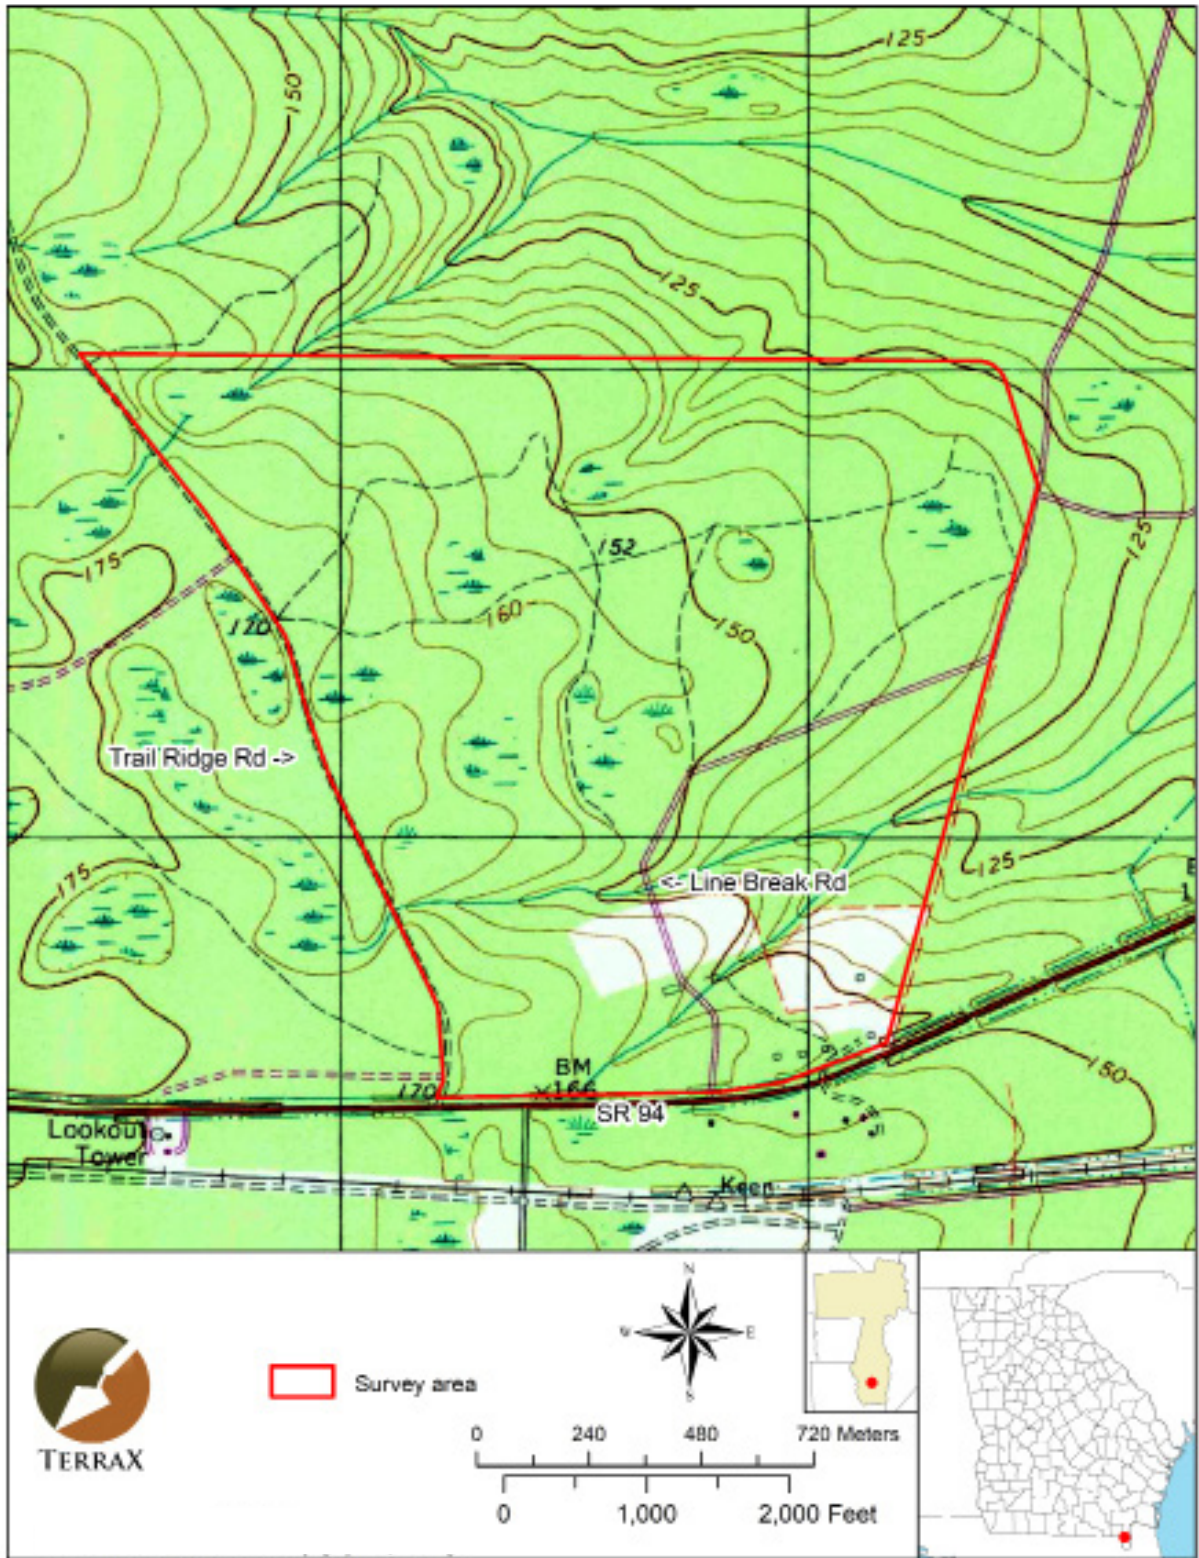 125
150
125
175
152
160
170
150
125
Trail Ridge Rd ->
175
<- Line Break Rd
125
BM
×166
170
150
SR 94
Lookout
Tower
Keen
N
W
E
S
Survey area
TERRAX
0 240 480 720 Meters
0 1,000 2,000 Feet